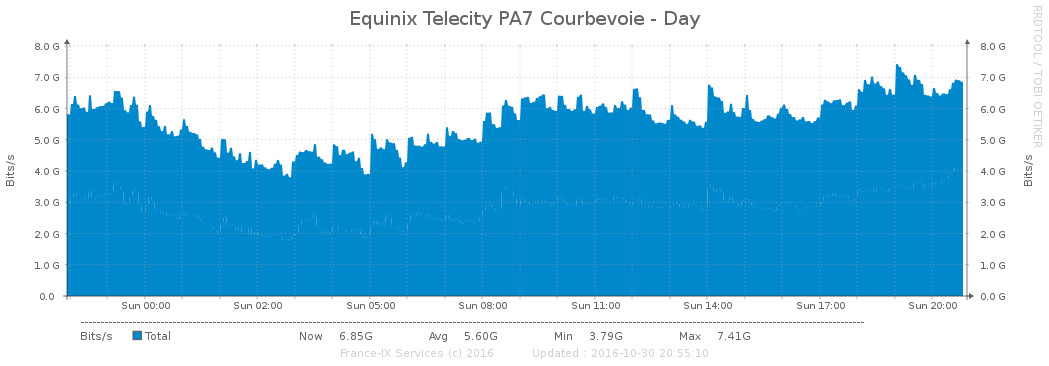 Equinix Telecity PA7 Courbevoie - Day
RRDTOOL / TOBI OETIKER
Bits/s
8.0 G
7.0 G
6.0 G
5.0 G
4.0 G
3.0 G
2.0 G
1.0 G
0.0
8.0 G
7.0 G
6.0 G
5.0 G
4.0 G
3.0 G
2.0 G
1.0 G
0.0 G
Bits/s
Sun 00:00 Sun 02:00 Sun 05:00 Sun 08:00 Sun 11:00 Sun 14:00 Sun 17:00 Sun 20:00
Bits/s Total Now 6.85G Avg 5.60G Min 3.79G Max 7.41G
France-IX Services (c) 2016 Updated : 2016-10-30 20:55:10